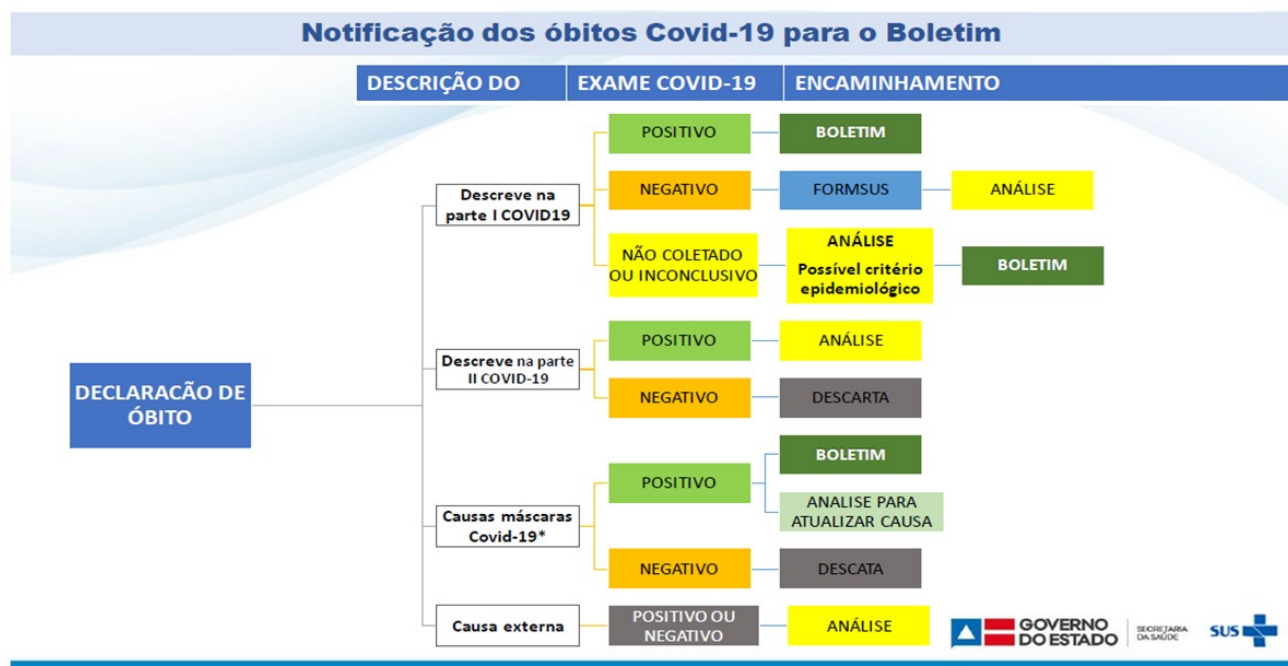 Notificação dos óbitos Covid-19 para o Boletim
DESCRIÇÃO DO
EXAME COVID-19
ENCAMINHAMENTO
DECLARACÃO DE
ÓBITO
Descreve na
parte I COVID19
POSITIVO
BOLETIM
NEGATIVO
FORMSUS
ANÁLISE
NÃO COLETADO
OU INCONCLUSIVO
ANÁLISE
Possível critério
epidemiológico
BOLETIM
Descreve na parte
II COVID-19
POSITIVO
ANÁLISE
NEGATIVO
DESCARTA
Causas máscaras
Covid-19*
POSITIVO
BOLETIM
ANALISE PARA
ATUALIZAR CAUSA
NEGATIVO
DESCATA
Causa externa
POSITIVO OU
NEGATIVO
ANÁLISE
GOVERNO
DO ESTADO
SECRETARIA
DA SAÚDE
SUS